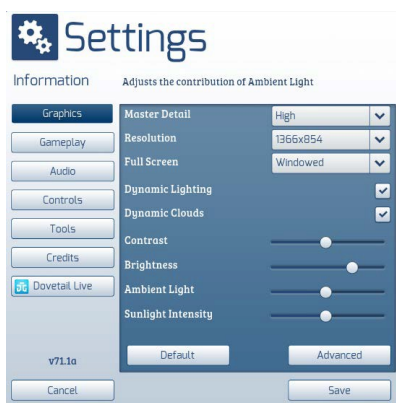 Settings
Information
Adjusts the contribution of Ambient Light
Graphics
Gameplay
Audio
Controls
Tools
Credits
Dovetail Live
v71.1a
Master Detail High
Resolution 1366x854
Full Screen Windowed
Dynamic Lighting
Dynamic Clouds
Contrast
Brightness
Ambient Light
Sunlight Intensity
Default Advanced
Cancel Save